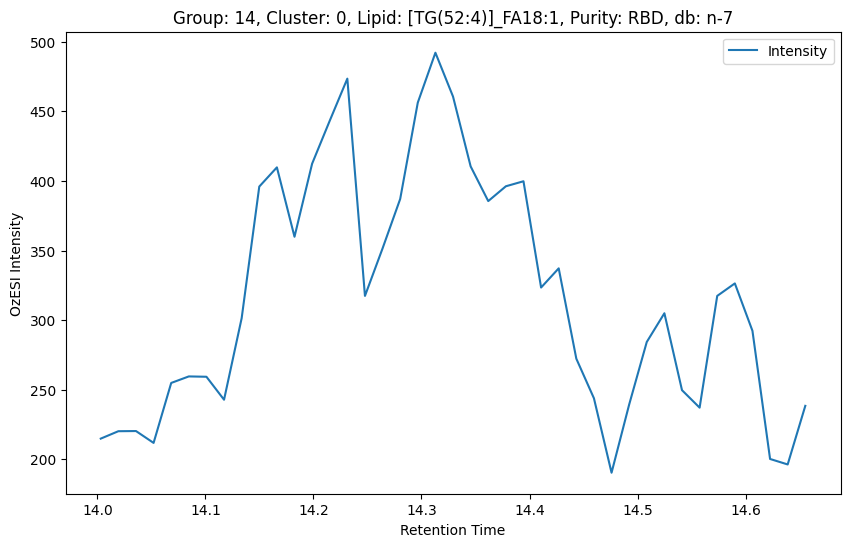 Group: 14, Cluster: 0, Lipid: [TG(52:4)]_FA18:1, Purity: RBD, db: n-7
Intensity
500
450
400
350
300
250
200
OzESI Intensity
14.0 14.1 14.2 14.3 14.4 14.5 14.6
Retention Time